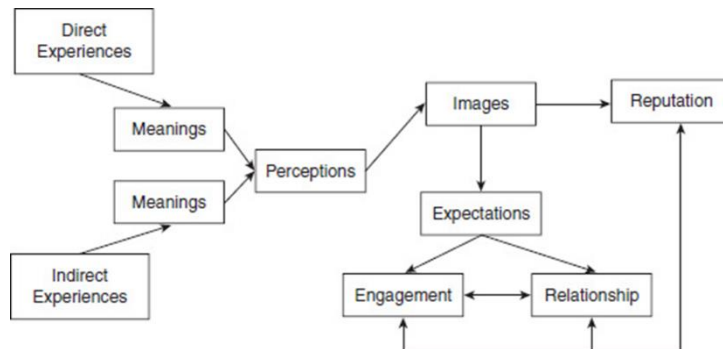 Direct
Experiences
Meanings
Images
Reputation
Perceptions
Meanings
Expectations
Indirect
Experiences
Engagement
Relationship